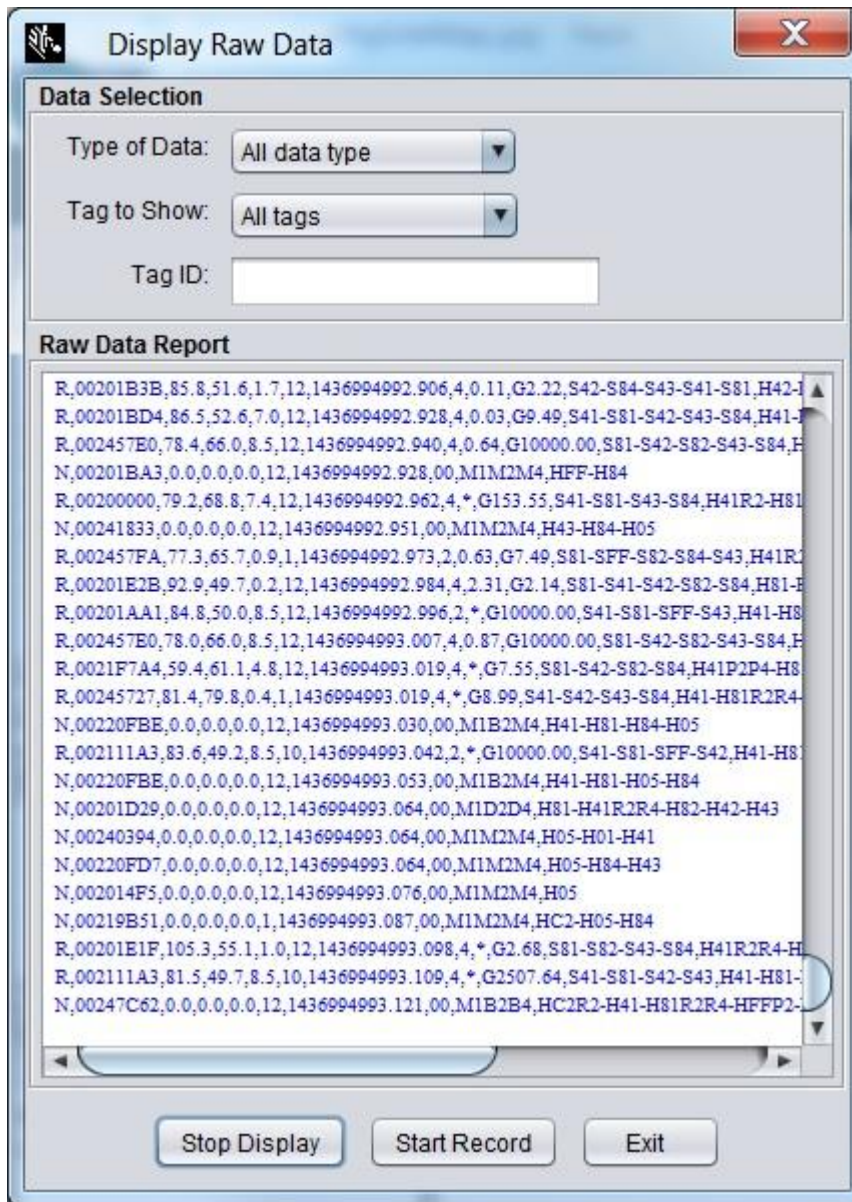 Display Raw Data
Data Selection
Type of Data: All data type
Tag to Show: All tags
Tag ID:
Raw Data Report
R,00201B3B,85.8,51.6,1.7,12,1436994992.906,4,0.11,G2.22,S42-S84-S43-S41-S81,H42-
R,00201BD4,86.5,52.6,7.0,12,1436994992.928,4,0.03,G9.49,S41-S81-S42-S43-S84,H41-
R,002457E0,78.4,66.0,8.5,12,1436994992.940,4,0.64,G10000.00,S81-S42-S82-S43-S84,H
N,00201BA3,0.0,0.0,0.0,12,1436994992.928,00,M1M2M4,HFF-H84
R,00200000,79.2,68.8,7.4,12,1436994992.962,4,*,G153.55,S41-S81-S43-S84,H41R2-H81
N,00241833,0.0,0.0,0.0,12,1436994992.951,00,M1M2M4,H43-H84-H05
R,002457FA,77.3,65.7,0.9,1,1436994992.973,2,0.63,G7.49,S81-SFF-S82-S84-S43,H41R2
R,00201E2B,92.9,49.7,0.2,12,1436994992.984,4,2.31,G2.14,S81-S41-S42-S82-S84,H81-
R,00201AA1,84.8,50.0,8.5,12,1436994992.996,2,*,G10000.00,S41-S81-SFF-S43,H41-H8
R,002457E0,78.0,66.0,8.5,12,1436994993.007,4,0.87,G10000.00,S81-S42-S82-S43-S84,H
R,0021F7A4,59.4,61.1,4.8,12,1436994993.019,4,*,G7.55,S81-S42-S82-S84,H41P2P4-H8
R,00245727,81.4,79.8,0.4,1,1436994993.019,4,*,G8.99,S41-S42-S43-S84,H41-H81R2R4-
N,00220FBE,0.0,0.0,0.0,12,1436994993.030,00,M1B2M4,H41-H81-H84-H05
R,002111A3,83.6,49.2,8.5,10,1436994993.042,2,*,G10000.00,S41-S81-SFF-S42,H41-H81
N,00220FBE,0.0,0.0,0.0,12,1436994993.053,00,M1B2M4,H41-H81-H05-H84
N,00201D29,0.0,0.0,0.0,12,1436994993.064,00,M1D2D4,H81-H41R2R4-H82-H42-H43
N,00240394,0.0,0.0,0.0,12,1436994993.064,00,M1M2M4,H05-H01-H41
N,00220FD7,0.0,0.0,0.0,12,1436994993.064,00,M1M2M4,H05-H84-H43
N,002014F5,0.0,0.0,0.0,12,1436994993.076,00,M1M2M4,H05
N,00219B51,0.0,0.0,0.0,1,1436994993.087,00,M1M2M4,HC2-H05-H84
R,00201E1F,105.3,55.1,1.0,12,1436994993.098,4,*,G2.68,S81-S82-S43-S84,H41R2R4-H
R,002111A3,81.5,49.7,8.5,10,1436994993.109,4,*,G2507.64,S41-S81-S42-S43,H41-H81-
N,00247C62,0.0,0.0,0.0,12,1436994993.121,00,M1B2B4,HC2R2-H41-H81R2R4-HFFP2-
Stop Display Start Record Exit